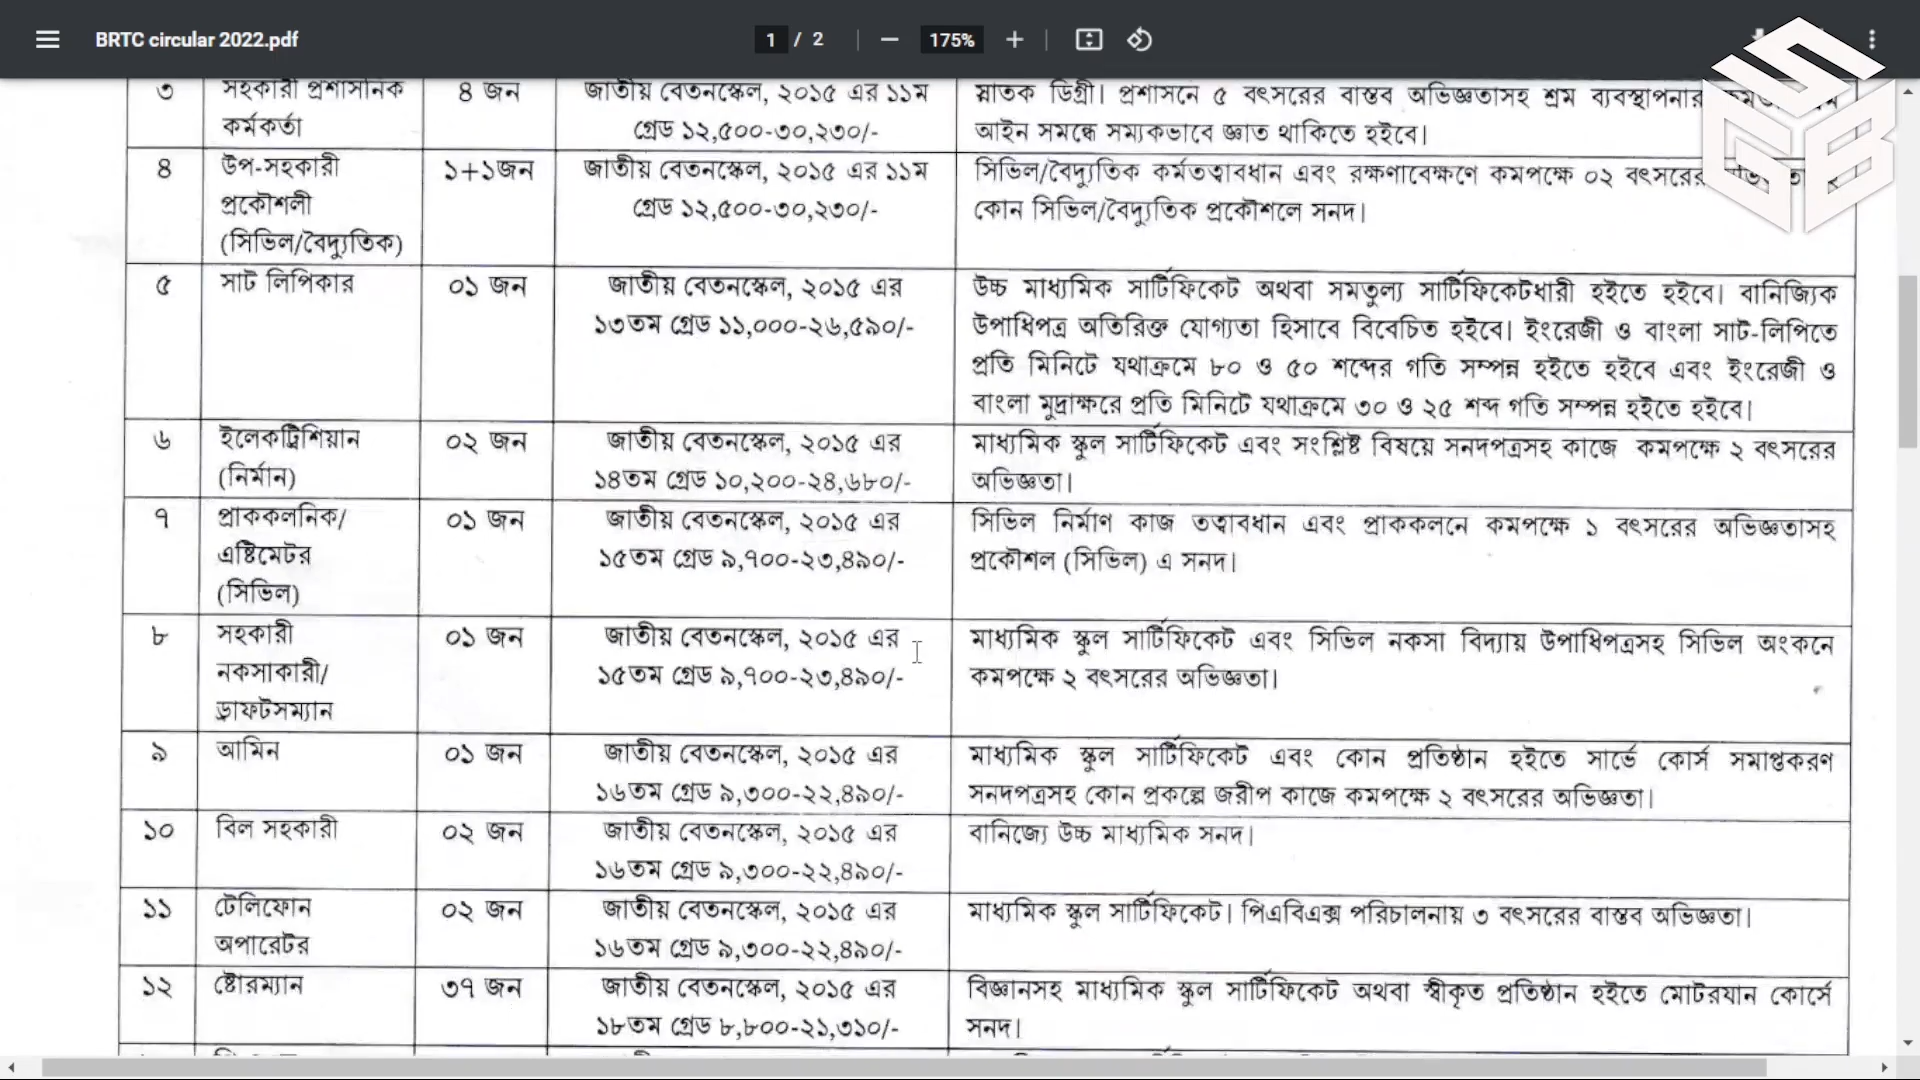 BRTC circular 2022.pdf
1 / 2
175%
SGB
৩ সহকারী প্রশাসনিক ৪ জন জাতীয় বেতনস্কেল, ২০১৫ এর ১১ম স্নাতক ডিগ্রী। প্রশাসনে ৫ বৎসরের বাস্তব অভিজ্ঞতাসহ শ্রম ব্যবস্থাপনার
কর্মকর্তা গ্রেড ১২,৫০০-৩০,২৩০/- আইন সমন্ধে সম্যকভাবে জ্ঞাত থাকিতে হইবে।
৪ উপ-সহকারী ১+১জন জাতীয় বেতনস্কেল, ২০১৫ এর ১১ম সিভিল/বৈদ্যুতিক কর্মতত্বাবধান এবং রক্ষণাবেক্ষণে কমপক্ষে ০২ বৎসরের
প্রকৌশলী গ্রেড ১২,৫০০-৩০,২৩০/- কোন সিভিল/বৈদ্যুতিক প্রকৌশলে সনদ।
(সিভিল/বৈদ্যুতিক)
৫ সাট লিপিকার ০১ জন জাতীয় বেতনস্কেল, ২০১৫ এর উচ্চ মাধ্যমিক সার্টিফিকেট অথবা সমতুল্য সার্টিফিকেটধারী হইতে হইবে। বানিজ্যিক
১৩তম গ্রেড ১১,০০০-২৬,৫৯০/- উপাধিপত্র অতিরিক্ত যোগ্যতা হিসাবে বিবেচিত হইবে। ইংরেজী ও বাংলা সাট-লিপিতে
প্রতি মিনিটে যথাক্রমে ৮০ ও ৫০ শব্দের গতি সম্পন্ন হইতে হইবে এবং ইংরেজী ও
বাংলা মুদ্রাক্ষরে প্রতি মিনিটে যথাক্রমে ৩০ ও ২৫ শব্দ গতি সম্পন্ন হইতে হইবে।
৬ ইলেকট্রিশিয়ান ০২ জন জাতীয় বেতনস্কেল, ২০১৫ এর মাধ্যমিক স্কুল সার্টিফিকেট এবং সংশ্লিষ্ট বিষয়ে সনদপত্রসহ কাজে কমপক্ষে ২ বৎসরের
(নির্মান) ১৪তম গ্রেড ১০,২০০-২৪,৬৮০/- অভিজ্ঞতা।
৭ প্রাককলনিক/ ০১ জন জাতীয় বেতনস্কেল, ২০১৫ এর সিভিল নির্মাণ কাজ তত্বাবধান এবং প্রাককলনে কমপক্ষে ১ বৎসরের অভিজ্ঞতাসহ
এষ্টিমেটর ১৫তম গ্রেড ৯,৭০০-২৩,৪৯০/- প্রকৌশল (সিভিল) এ সনদ।
(সিভিল)
৮ সহকারী ০১ জন জাতীয় বেতনস্কেল, ২০১৫ এর মাধ্যমিক স্কুল সার্টিফিকেট এবং সিভিল নকসা বিদ্যায় উপাধিপত্রসহ সিভিল অংকনে
নকসাকারী/ ১৫তম গ্রেড ৯,৭০০-২৩,৪৯০/- কমপক্ষে ২ বৎসরের অভিজ্ঞতা।
ড্রাফটসম্যান
৯ আমিন ০১ জন জাতীয় বেতনস্কেল, ২০১৫ এর মাধ্যমিক স্কুল সার্টিফিকেট এবং কোন প্রতিষ্ঠান হইতে সার্ভে কোর্স সমাপ্তকরণ
১৬তম গ্রেড ৯,৩০০-২২,৪৯০/- সনদপত্রসহ কোন প্রকল্পে জরীপ কাজে কমপক্ষে ২ বৎসরের অভিজ্ঞতা।
১০ বিল সহকারী ০২ জন জাতীয় বেতনস্কেল, ২০১৫ এর বানিজ্যে উচ্চ মাধ্যমিক সনদ।
১৬তম গ্রেড ৯,৩০০-২২,৪৯০/-
১১ টেলিফোন ০২ জন জাতীয় বেতনস্কেল, ২০১৫ এর মাধ্যমিক স্কুল সার্টিফিকেট। পিএবিএক্স পরিচালনায় ৩ বৎসরের বাস্তব অভিজ্ঞতা।
অপারেটর ১৬তম গ্রেড ৯,৩০০-২২,৪৯০/-
১২ ষ্টোরম্যান ৩৭ জন জাতীয় বেতনস্কেল, ২০১৫ এর বিজ্ঞানসহ মাধ্যমিক স্কুল সার্টিফিকেট অথবা স্বীকৃত প্রতিষ্ঠান হইতে মোটরযান কোর্সে
১৮তম গ্রেড ৮,৮০০-২১,৩১০/- সনদ।